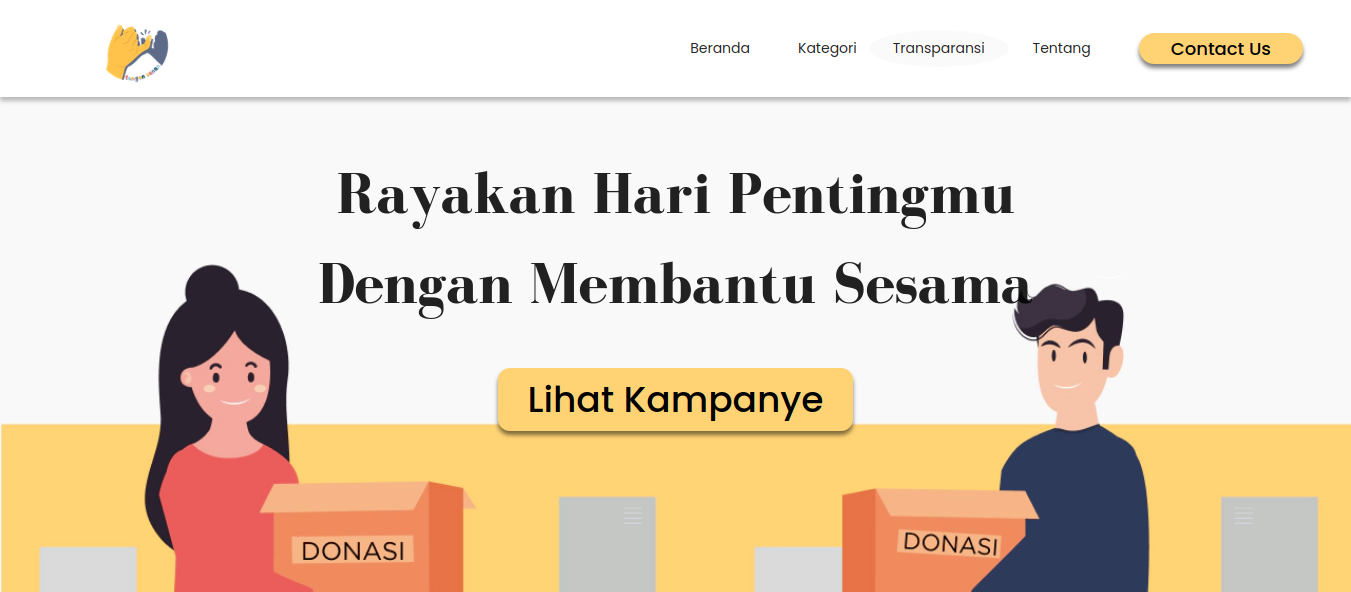 Beranda Kategori Transparansi Tentang Contact Us
Rayakan Hari Pentingmu
Dengan Membantu Sesama
Lihat Kampanye
DONASI
DONASI